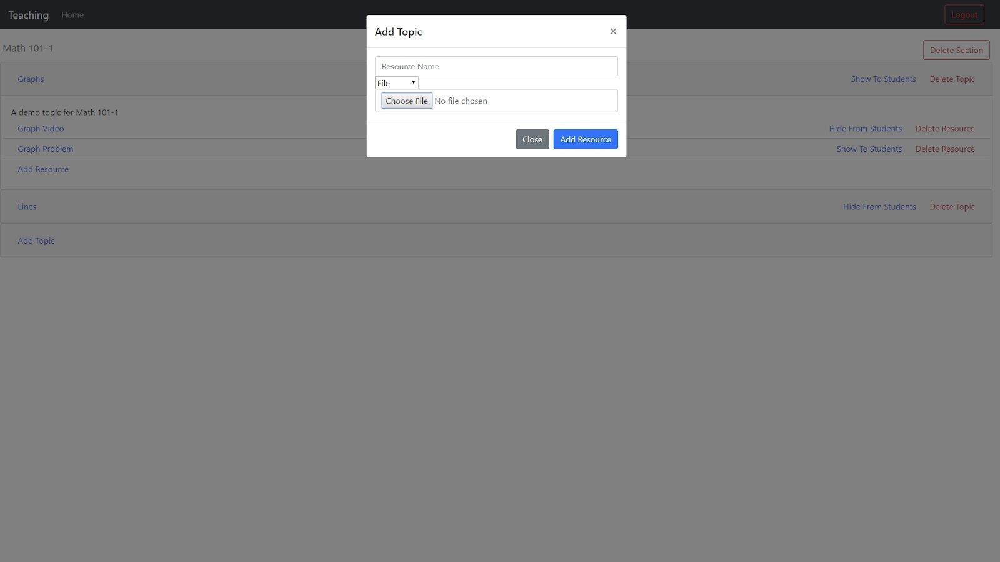 Teaching Home Logout
Add Topic ×
Math 101-1 Delete Section
Resource Name
File
Choose File No file chosen
Close Add Resource
Graphs Show To Students Delete Topic
A demo topic for Math 101-1
Graph Video Hide From Students Delete Resource
Graph Problem Show To Students Delete Resource
Add Resource
Lines Hide From Students Delete Topic
Add Topic